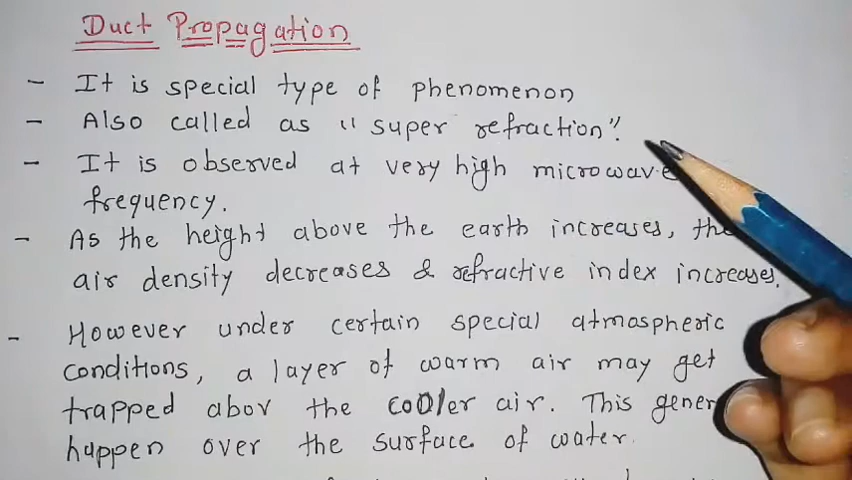 Duct Propagation
- It is special type of phenomenon
- Also called as "super refraction".
- It is observed at very high microwave
frequency.
- As the height above the earth increases, the
air density decreases & refractive index increases.
- However under certain special atmospheric
conditions, a layer of warm air may get
trapped abov the cooler air. This gener
happen over the surface of water.